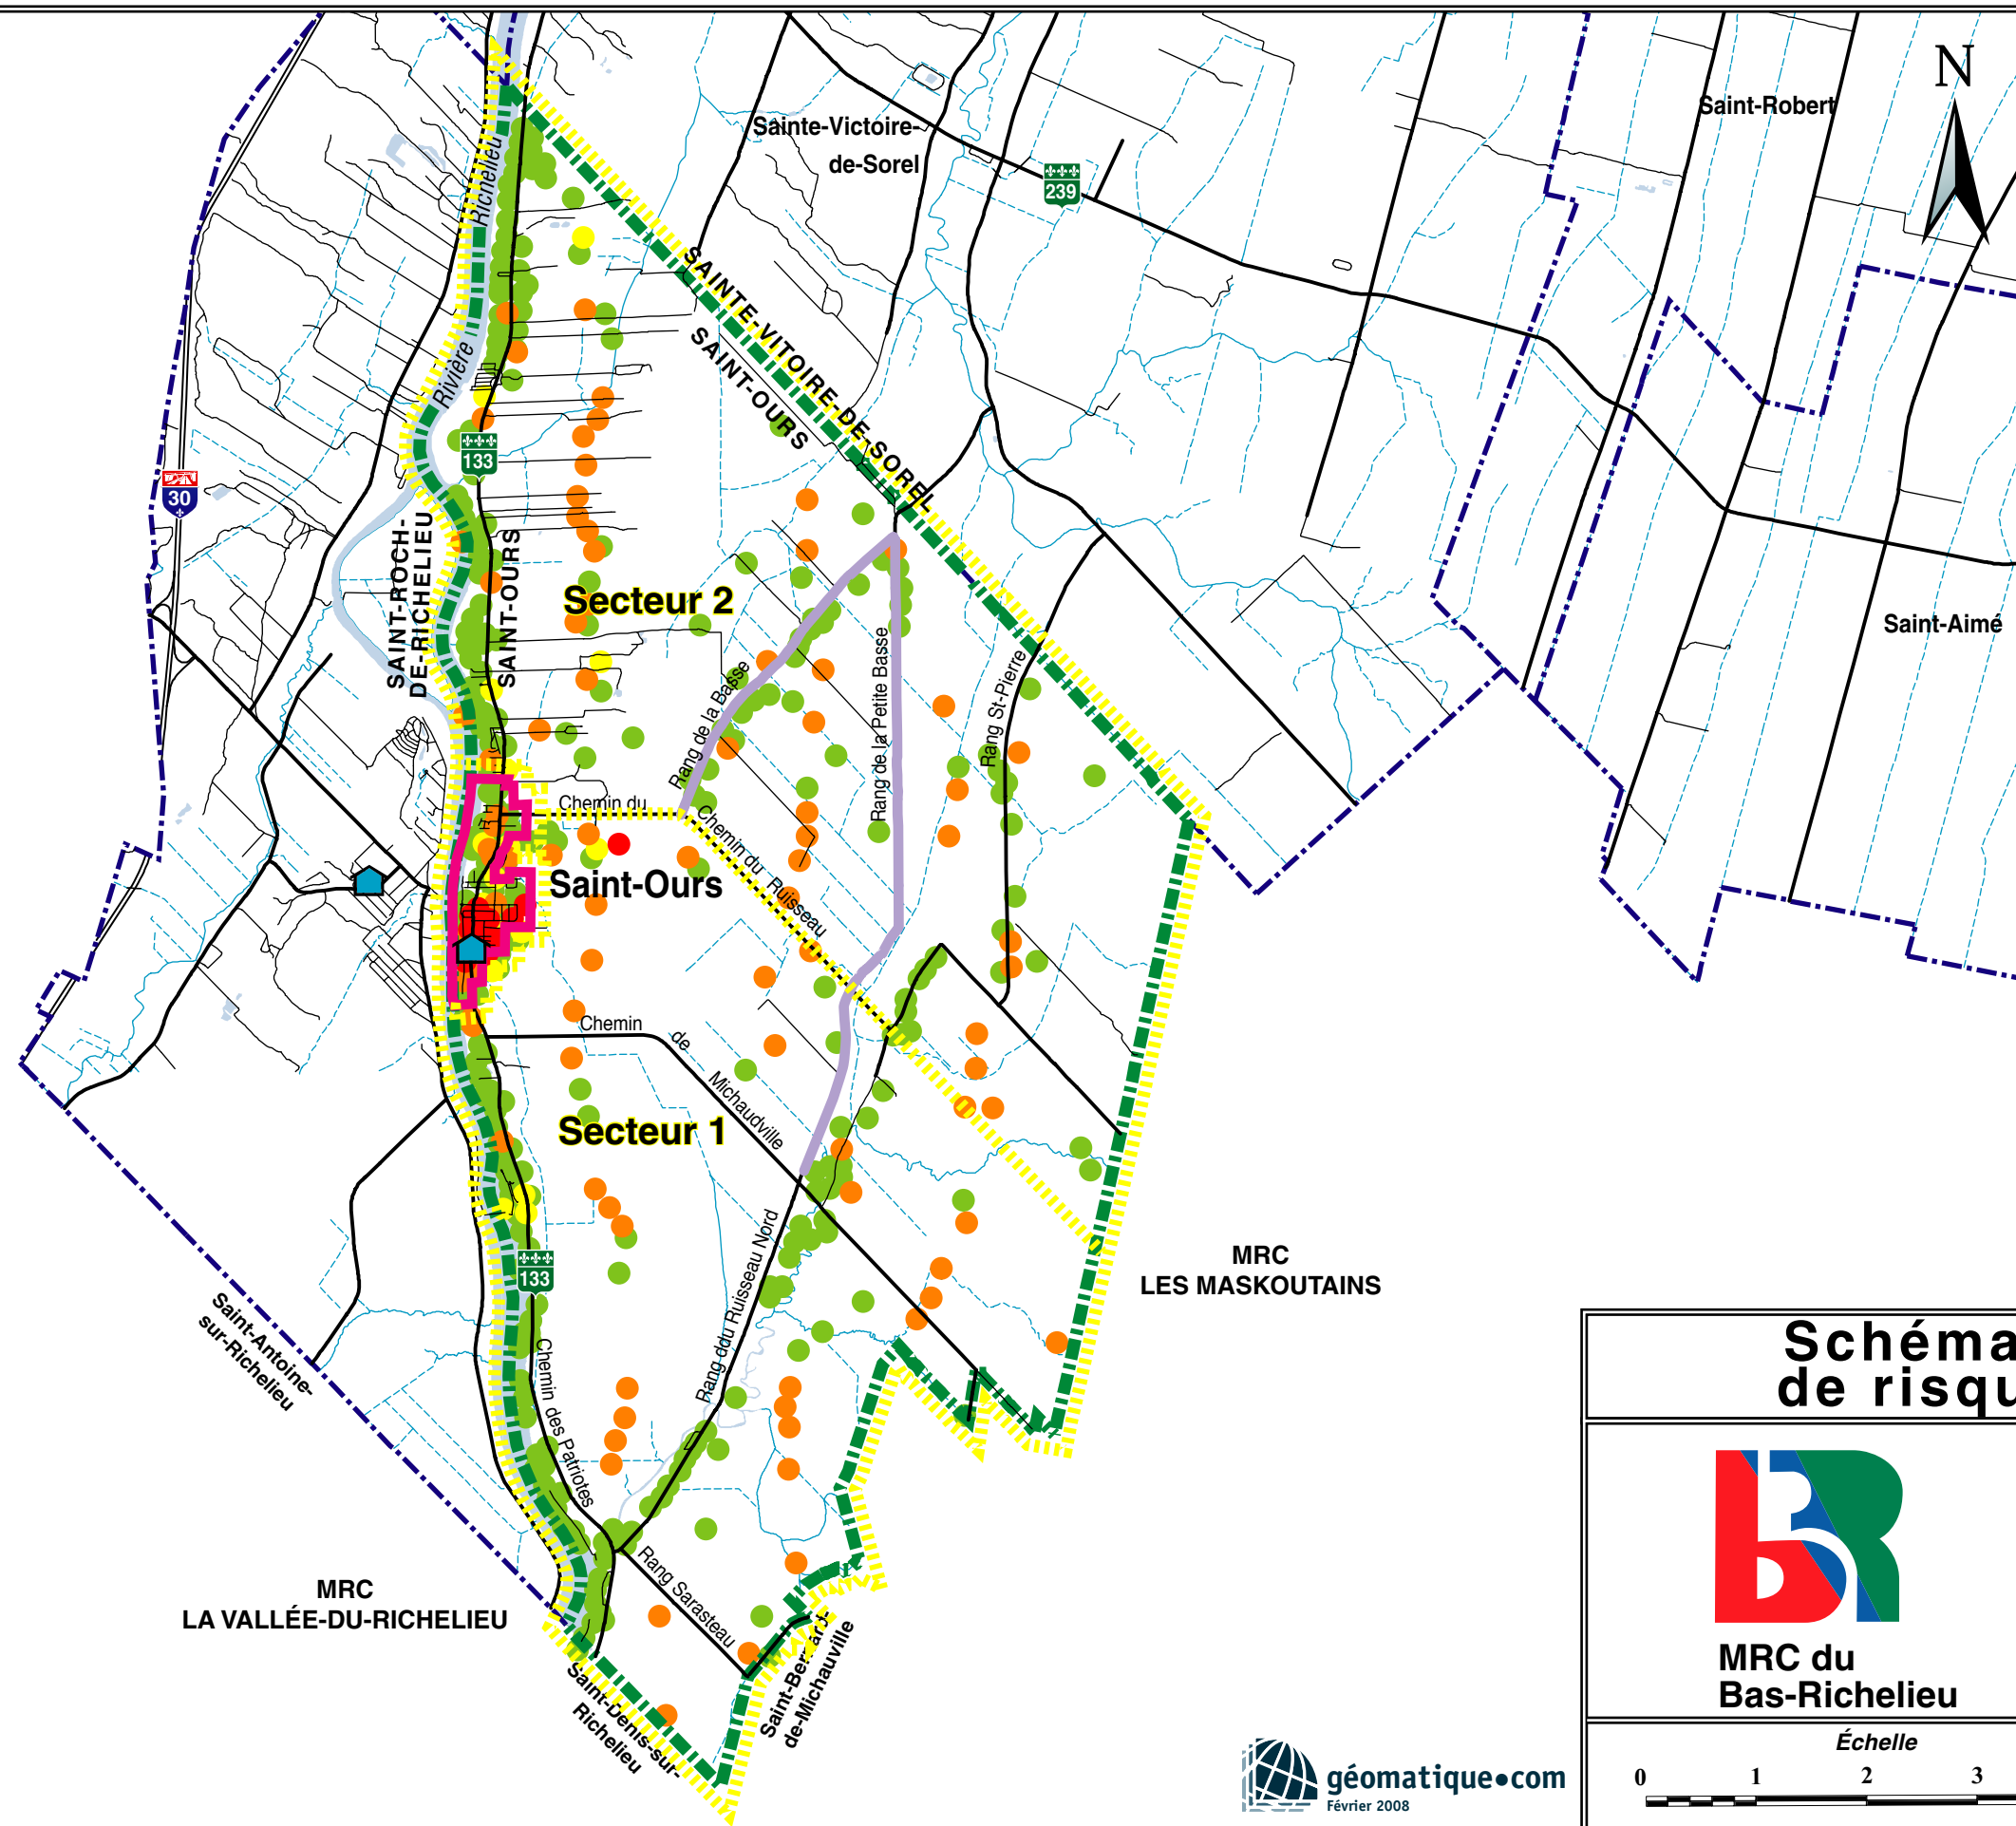 N
Saint-Robert
Sainte-Victoire-
de-Sorel
239
Richelieu
Rivière
SAINTE-VITOIRE-DE-SOREL
SAINT-OURS
133
30
SAINT-ROCH-
DE-RICHELIEU
SAINT-OURS
Secteur 2
Saint-Aimé
Rang de la Basse
Rang de la Petite Basse
Rang St-Pierre
Chemin du
Chemin du Ruisseau
Saint-Ours
Chemin
de
Michaudville
Secteur 1
133
Rang ddu Ruisseau Nord
MRC
LES MASKOUTAINS
Saint-Antoine-
sur-Richelieu
Chemin des Patriotes
Rang Sarasteau
MRC
LA VALLÉE-DU-RICHELIEU
Saint-Denis-sur-
Richelieu
Saint-Bernard-
de-Michauville
Schéma
de risqu
MRC du
Bas-Richelieu
Échelle
0 1 2 3
géomatique•com
Février 2008